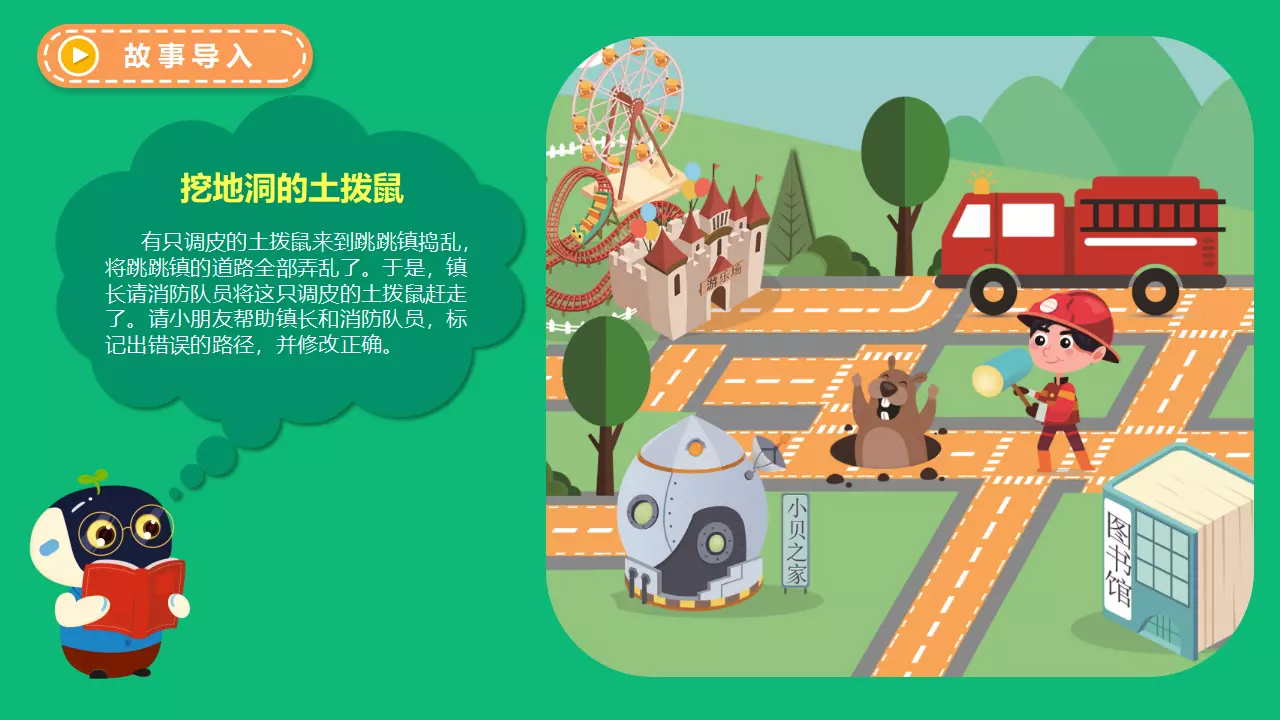 故事导入
挖地洞的土拨鼠
有只调皮的土拨鼠来到跳跳镇捣乱，
将跳跳镇的道路全部弄乱了。于是，镇
长请消防队员将这只调皮的土拨鼠赶走
了。请小朋友帮助镇长和消防队员，标
记出错误的路径，并修改正确。
游乐场
小贝之家
图书馆